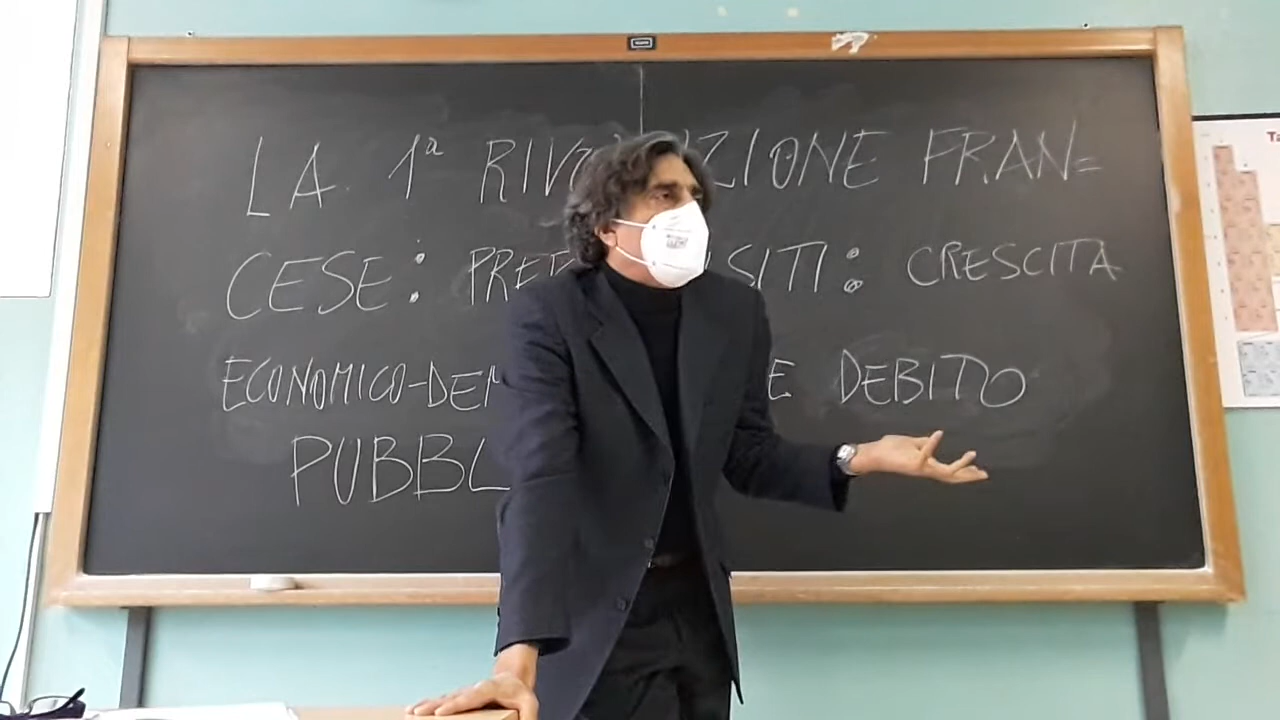 LA 1ª RIV ZIONE FRAN=
CESE: PRE SITI: CRESCITA
ECONOMICO-DEM E DEBITO
PUBBL